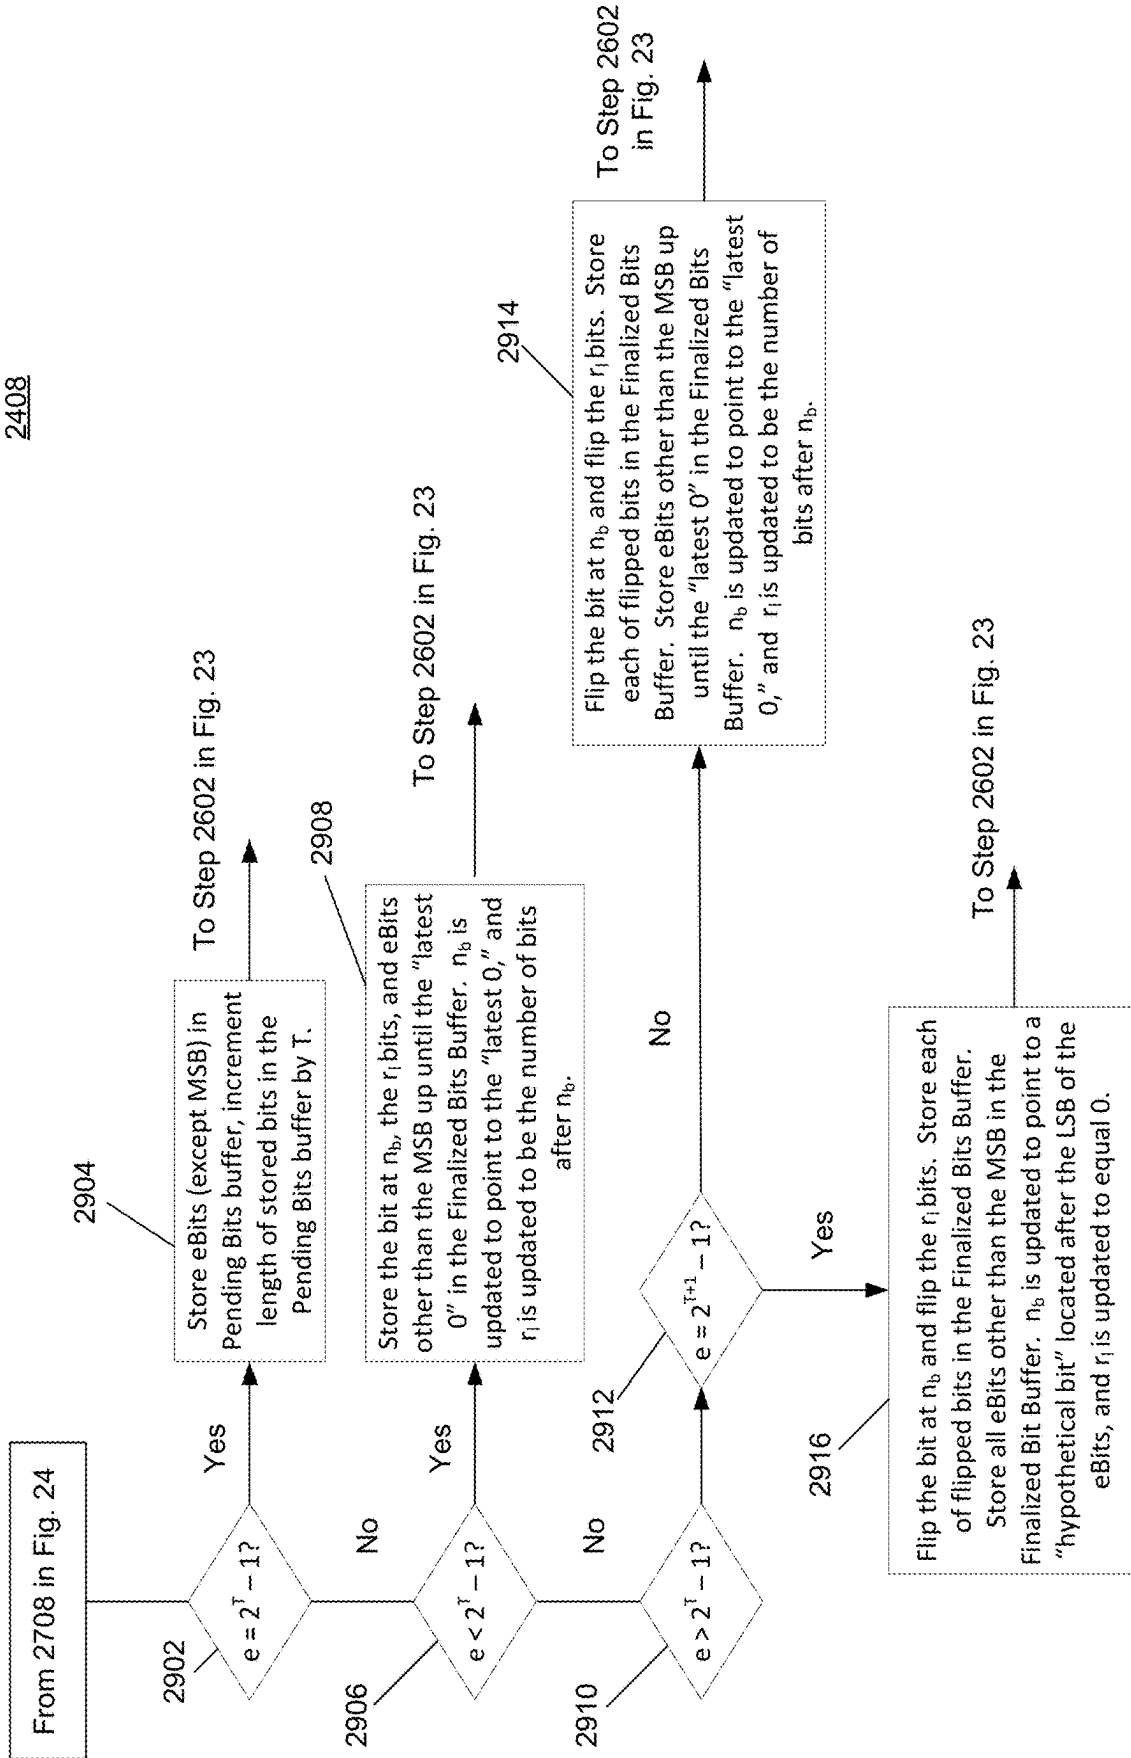 2408
From 2708 in Fig. 24
2902
e = 2ᵀ – 1?
Yes
2904
Store eBits (except MSB) in
Pending Bits buffer, increment
length of stored bits in the
Pending Bits buffer by T.
To Step 2602 in Fig. 23
No
2906
e < 2ᵀ – 1?
Yes
2908
Store the bit at n_b, the r_l bits, and eBits
other than the MSB up until the “latest
0” in the Finalized Bits Buffer. n_b is
updated to point to the “latest 0,” and
r_l is updated to be the number of bits
after n_b.
To Step 2602 in Fig. 23
No
2910
e > 2ᵀ – 1?
2912
e = 2ᵀ⁺¹ – 1?
No
2914
Flip the bit at n_b and flip the r_l bits. Store
each of flipped bits in the Finalized Bits
Buffer. Store eBits other than the MSB up
until the “latest 0” in the Finalized Bits
Buffer. n_b is updated to point to the “latest
0,” and r_l is updated to be the number of
bits after n_b.
To Step 2602
in Fig. 23
Yes
2916
Flip the bit at n_b and flip the r_l bits. Store each
of flipped bits in the Finalized Bits Buffer.
Store all eBits other than the MSB in the
Finalized Bit Buffer. n_b is updated to point to a
“hypothetical bit” located after the LSB of the
eBits, and r_l is updated to equal 0.
To Step 2602 in Fig. 23